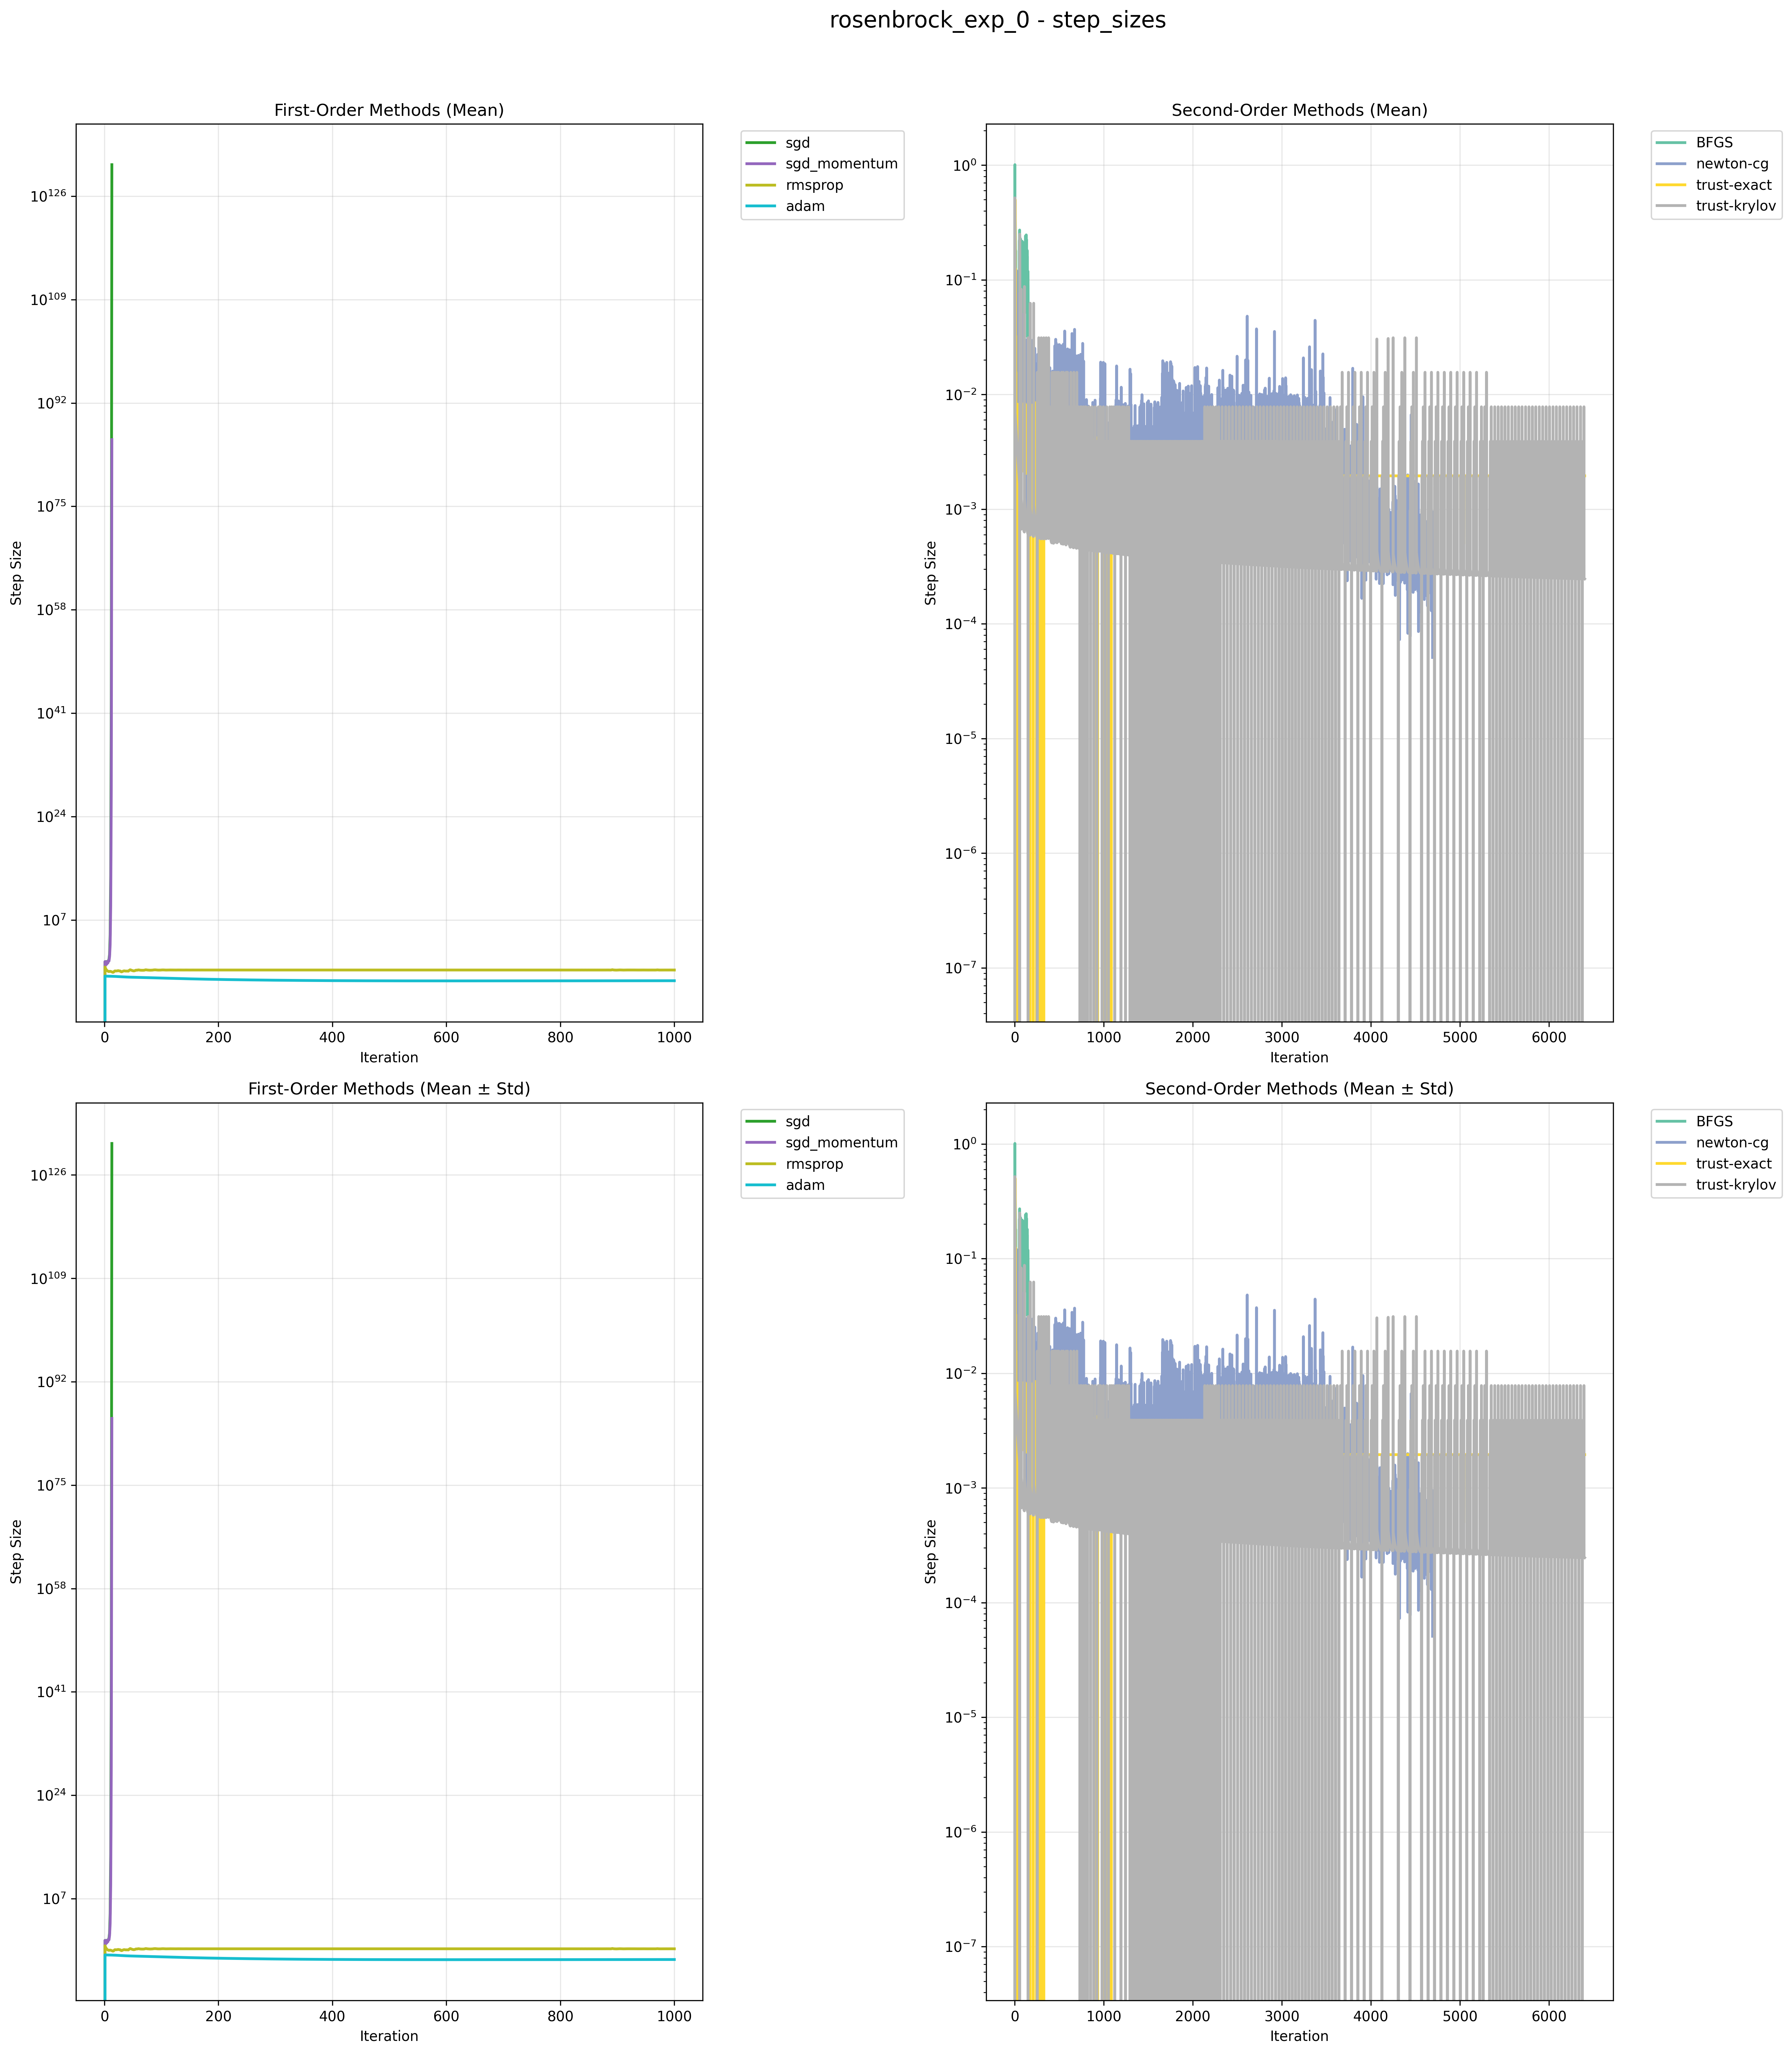 rosenbrock_exp_0 - step_sizes
First-Order Methods (Mean)
10^126
10^109
10^92
10^75
10^58
10^41
10^24
10^7
Step Size
0 200 400 600 800 1000
Iteration
sgd
sgd_momentum
rmsprop
adam
Second-Order Methods (Mean)
10^0
10^−1
10^−2
10^−3
10^−4
10^−5
10^−6
10^−7
Step Size
0 1000 2000 3000 4000 5000 6000
Iteration
BFGS
newton-cg
trust-exact
trust-krylov
First-Order Methods (Mean ± Std)
10^126
10^109
10^92
10^75
10^58
10^41
10^24
10^7
Step Size
0 200 400 600 800 1000
Iteration
sgd
sgd_momentum
rmsprop
adam
Second-Order Methods (Mean ± Std)
10^0
10^−1
10^−2
10^−3
10^−4
10^−5
10^−6
10^−7
Step Size
0 1000 2000 3000 4000 5000 6000
Iteration
BFGS
newton-cg
trust-exact
trust-krylov